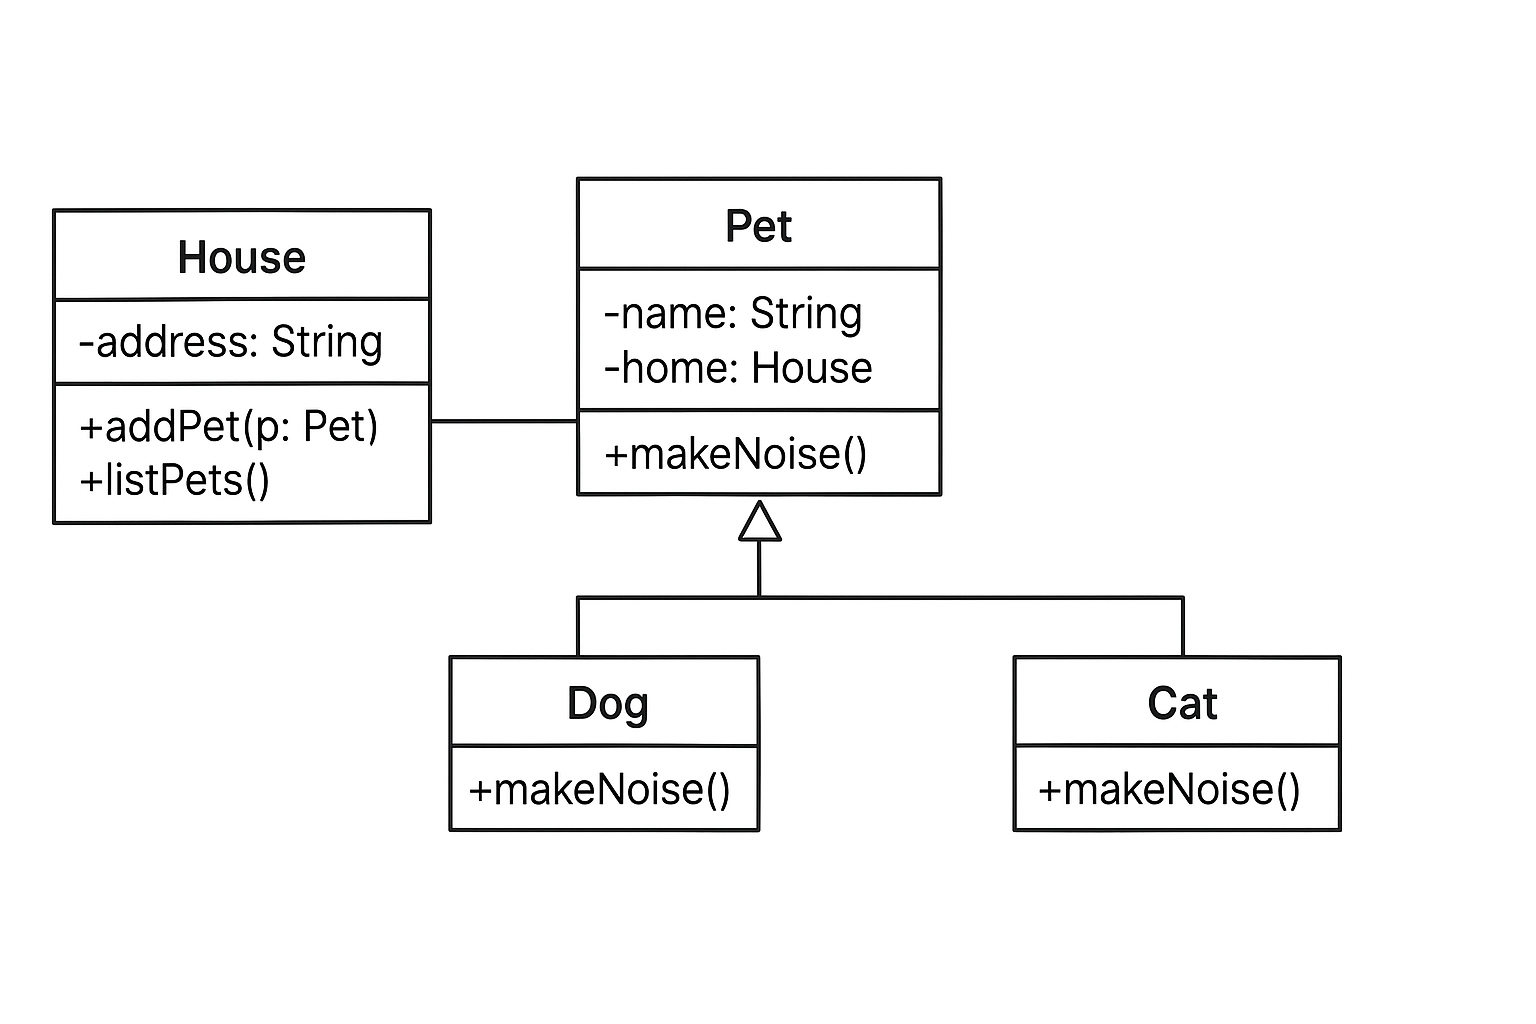 House
-address: String
+addPet(p: Pet)
+listPets()
Pet
-name: String
-home: House
+makeNoise()
Dog
+makeNoise()
Cat
+makeNoise()